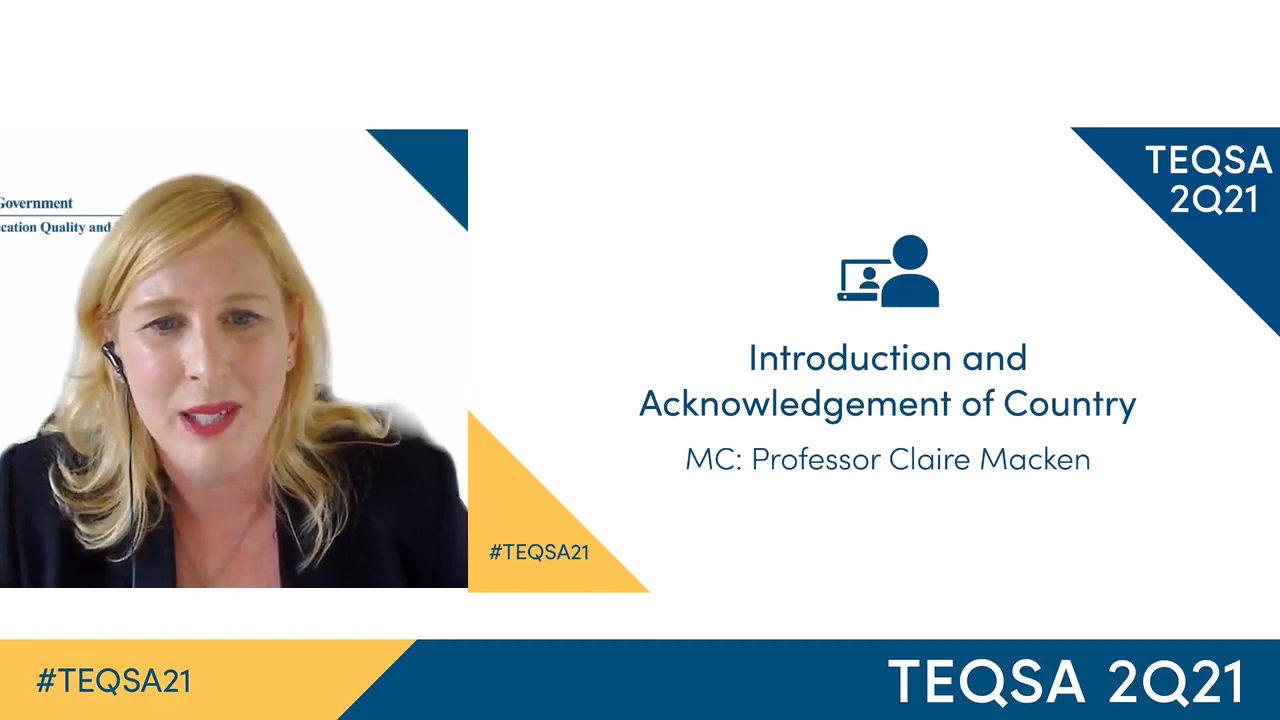 Government
cation Quality and
TEQSA
2Q21
Introduction and
Acknowledgement of Country
MC: Professor Claire Macken
#TEQSA21
#TEQSA21
TEQSA 2Q21